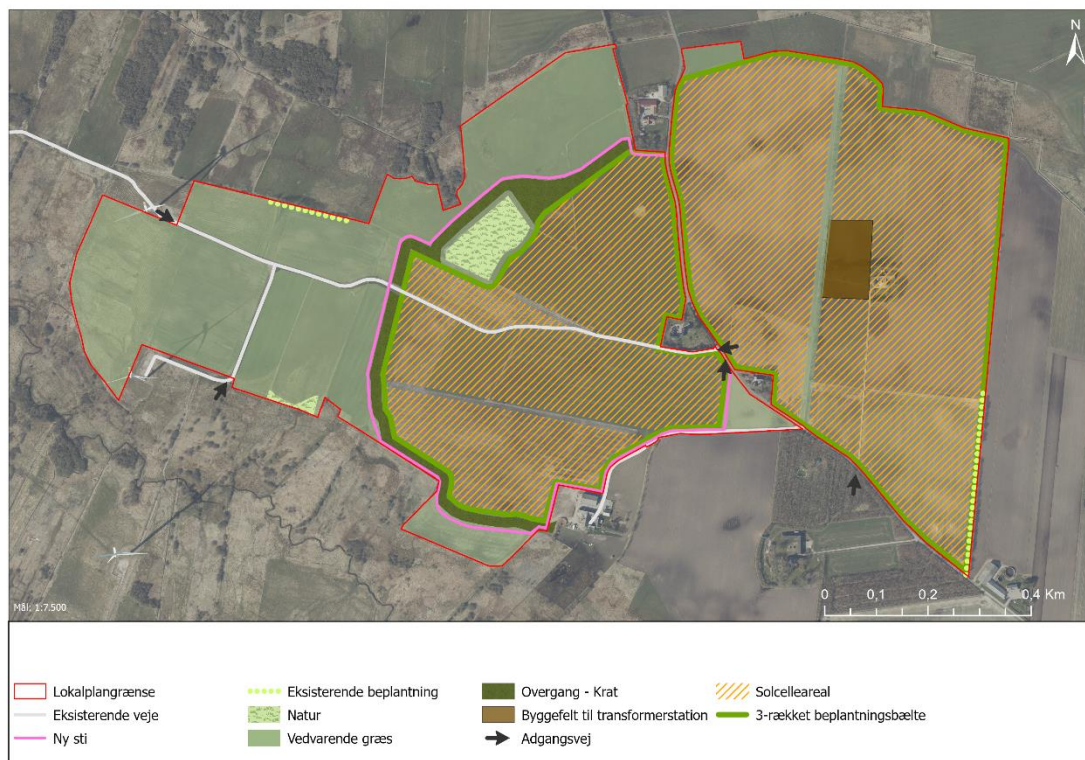 N
Mål: 1:7.500
0 0,1 0,2 0,4 Km
Lokalplangrænse
Eksisterende veje
Ny sti
Eksisterende beplantning
Natur
Vedvarende græs
Overgang - Krat
Byggefelt til transformerstation
Adgangsvej
Solcelleareal
3-rækket beplantningsbælte